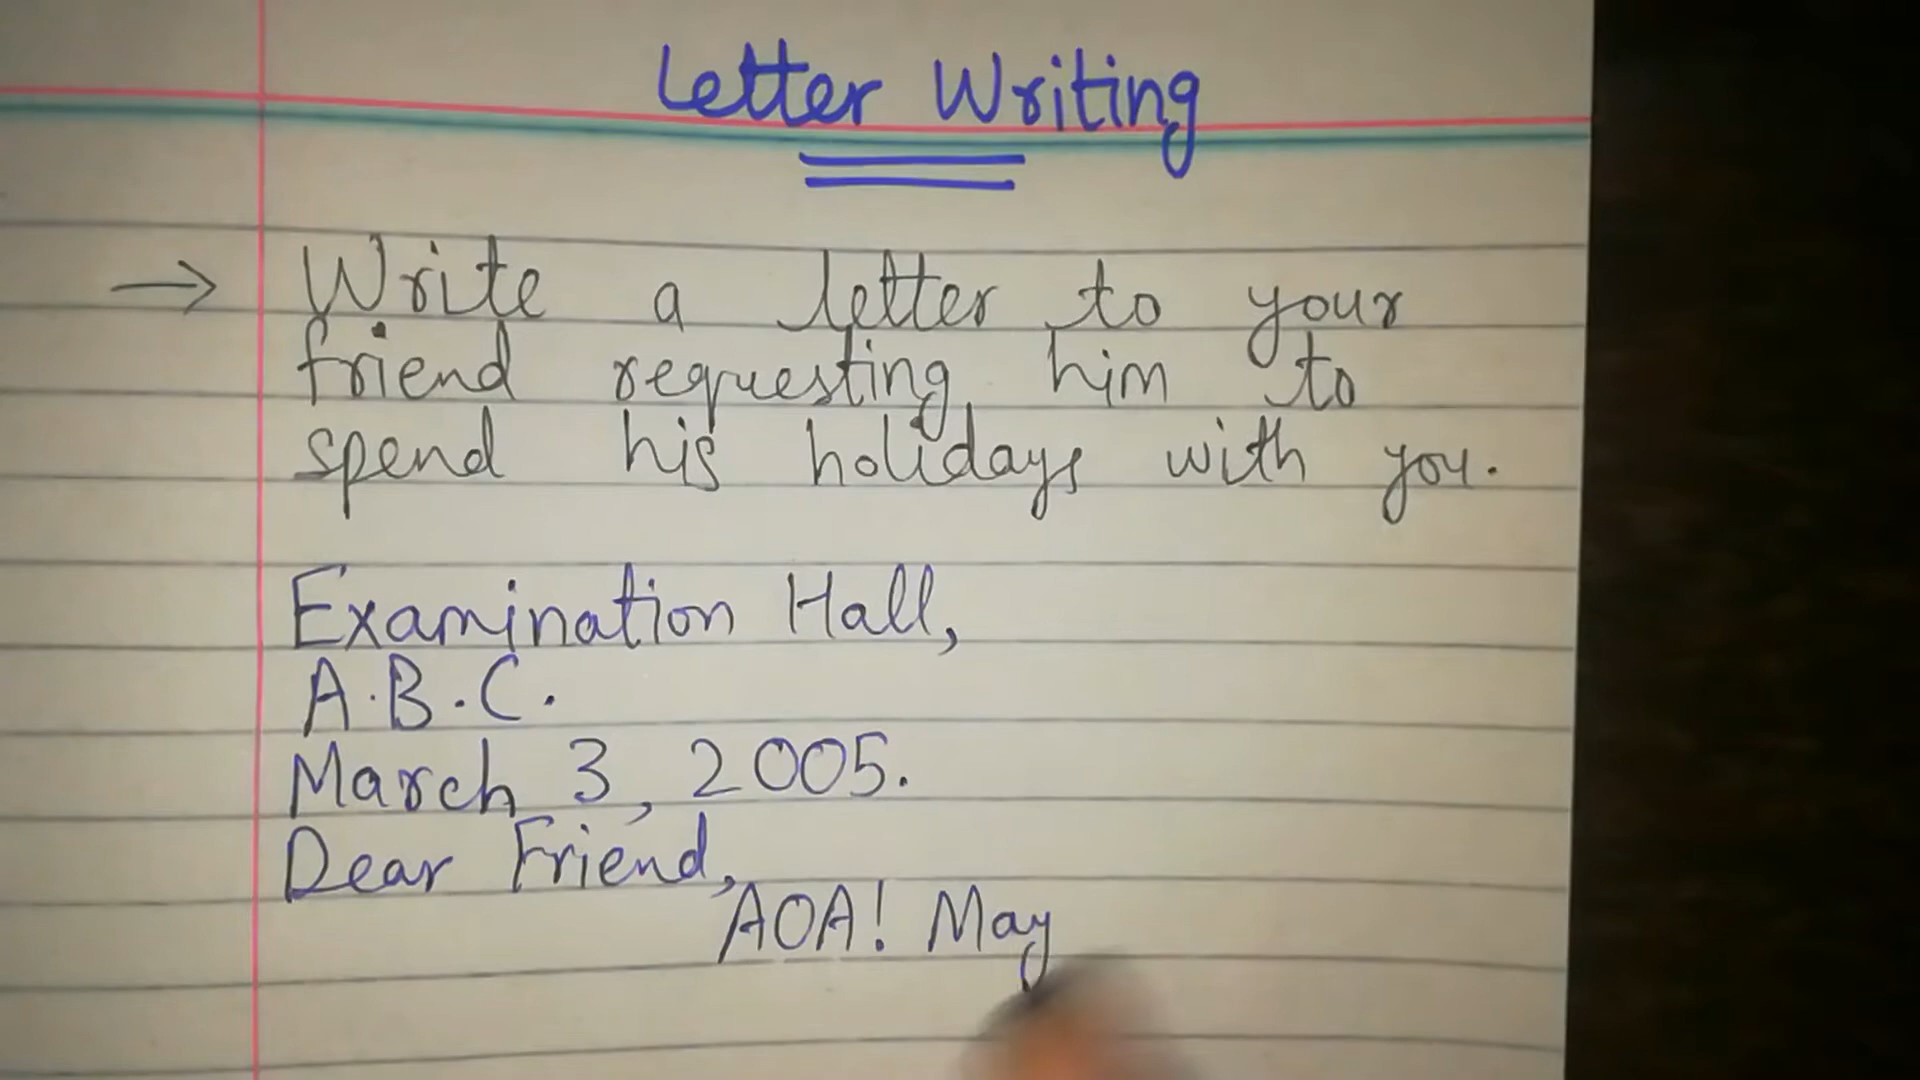 Letter Writing
→ Write a letter to your
friend requesting him to
spend his holidays with you.
Examination Hall,
A.B.C.
March 3, 2005.
Dear Friend,
AOA! May